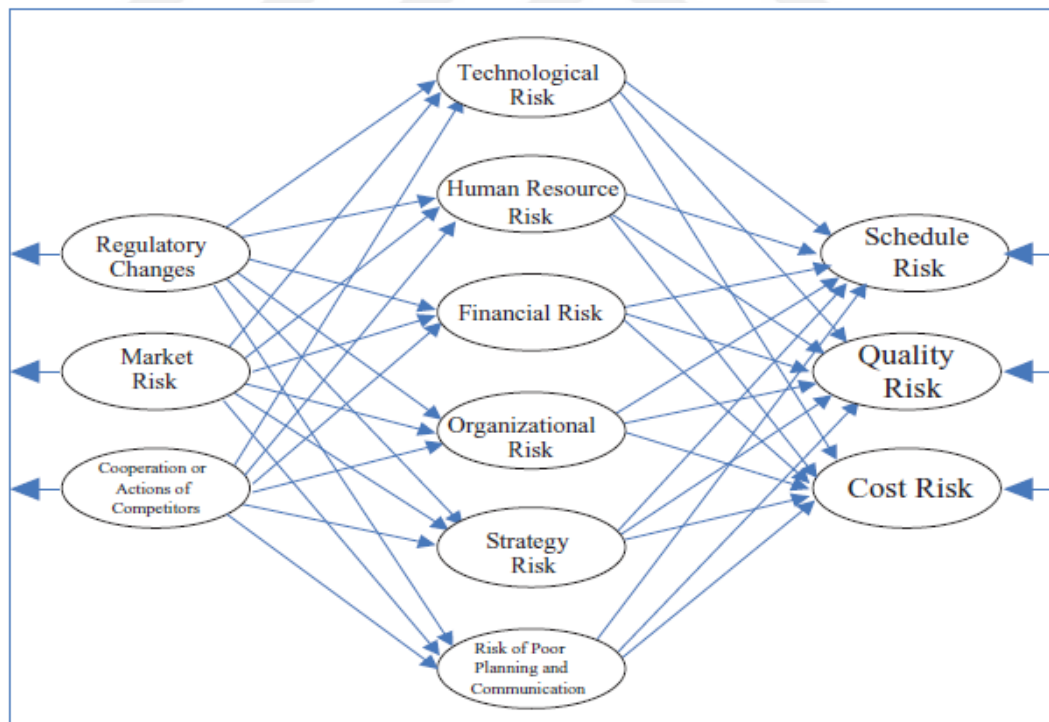 Technological
Risk
Human Resource
Risk
Regulatory
Changes
Schedule
Risk
Financial Risk
Market
Risk
Quality
Risk
Organizational
Risk
Cooperation or
Actions of
Competitors
Cost Risk
Strategy
Risk
Risk of Poor
Planning and
Communication